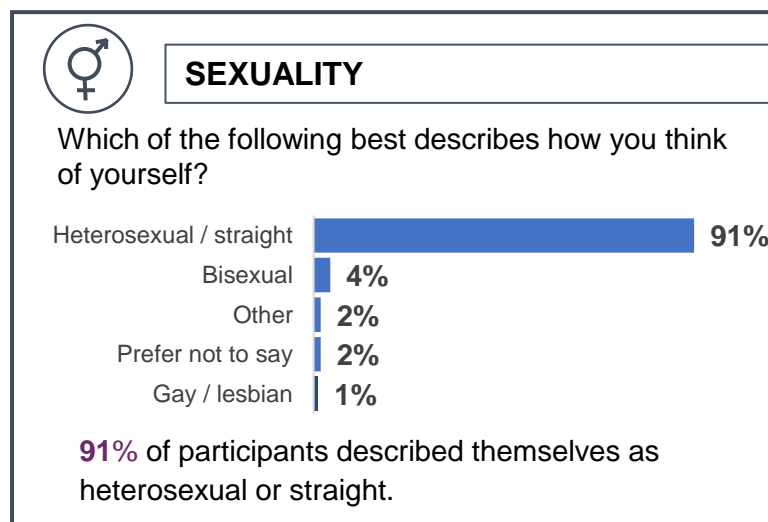 SEXUALITY
Which of the following best describes how you think
of yourself?
Heterosexual / straight 91%
Bisexual 4%
Other 2%
Prefer not to say 2%
Gay / lesbian 1%
91% of participants described themselves as
heterosexual or straight.